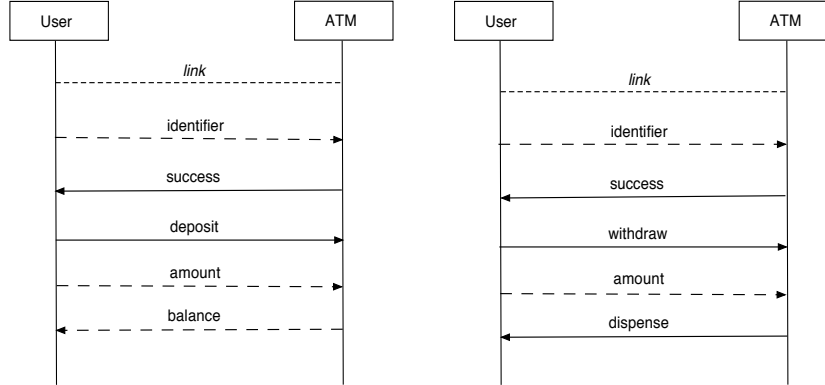 User
ATM
link
identifier
success
deposit
amount
balance
User
ATM
link
identifier
success
withdraw
amount
dispense